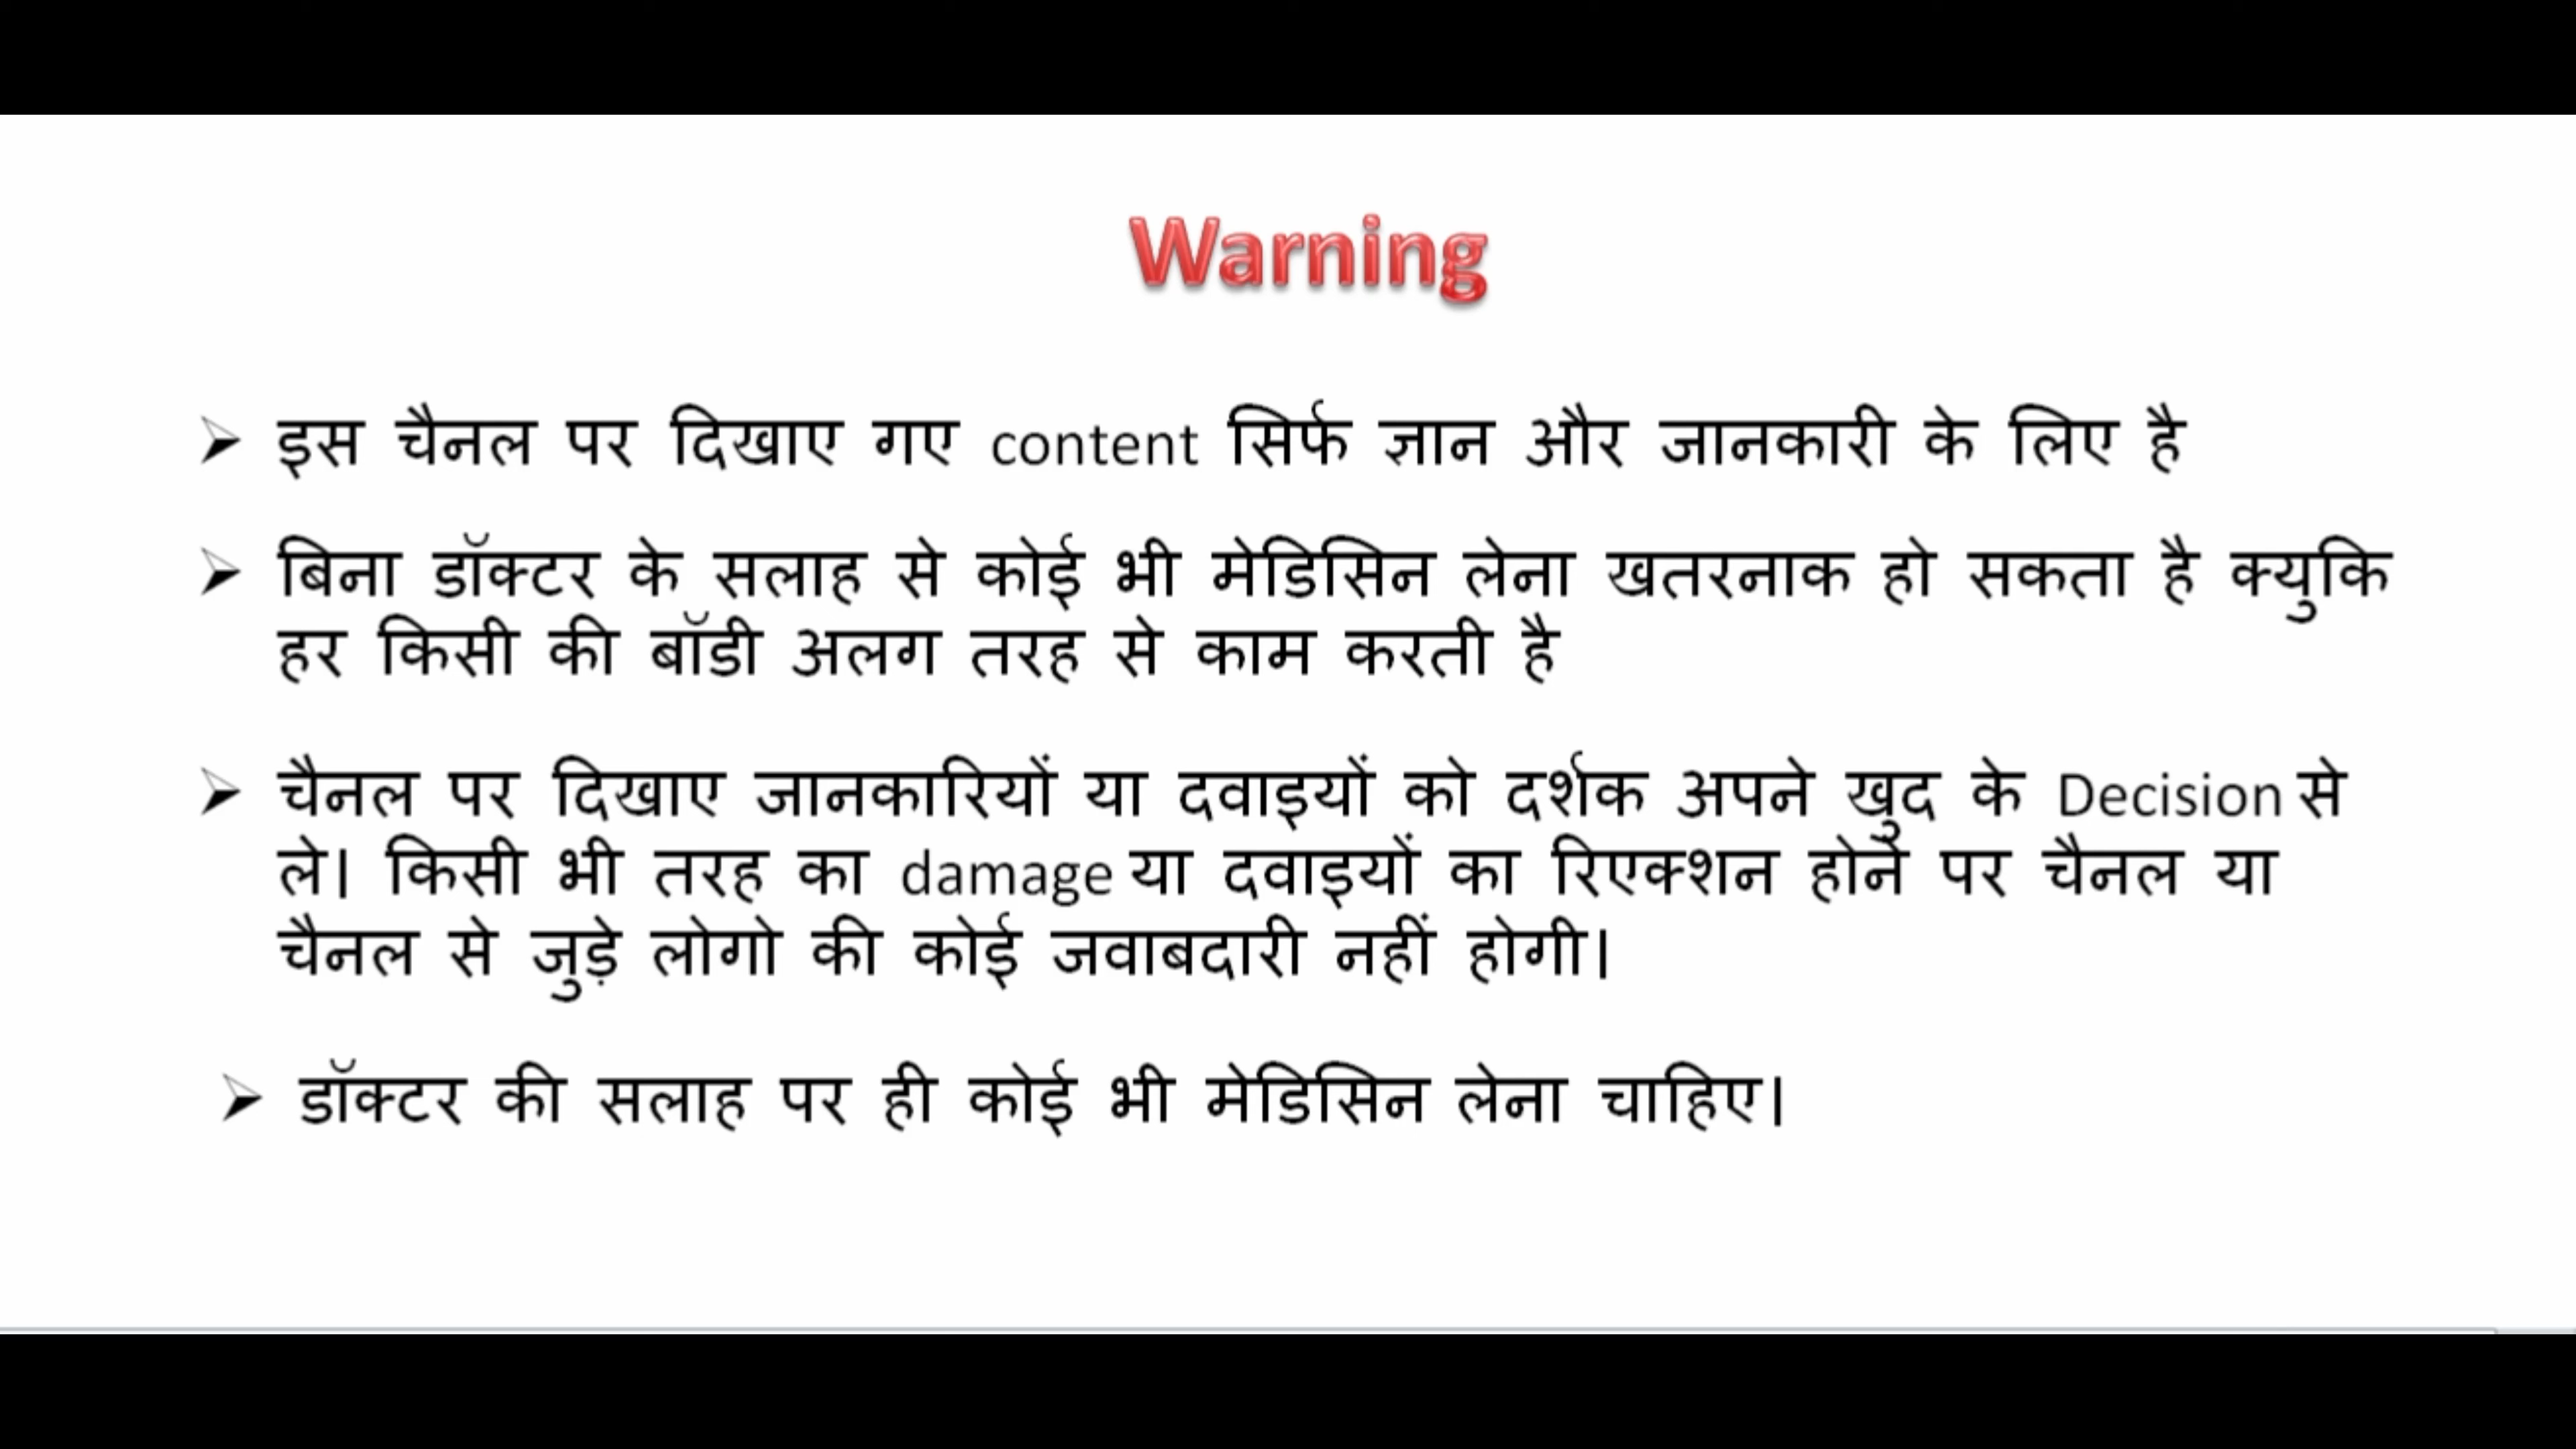 Warning
इस चैनल पर दिखाए गए content सिर्फ ज्ञान और जानकारी के लिए है
बिना डॉक्टर के सलाह से कोई भी मेडिसिन लेना खतरनाक हो सकता है क्युकि
हर किसी की बॉडी अलग तरह से काम करती है
चैनल पर दिखाए जानकारियों या दवाइयों को दर्शक अपने खुद के Decision से
ले। किसी भी तरह का damage या दवाइयों का रिएक्शन होने पर चैनल या
चैनल से जुड़े लोगो की कोई जवाबदारी नहीं होगी।
डॉक्टर की सलाह पर ही कोई भी मेडिसिन लेना चाहिए।